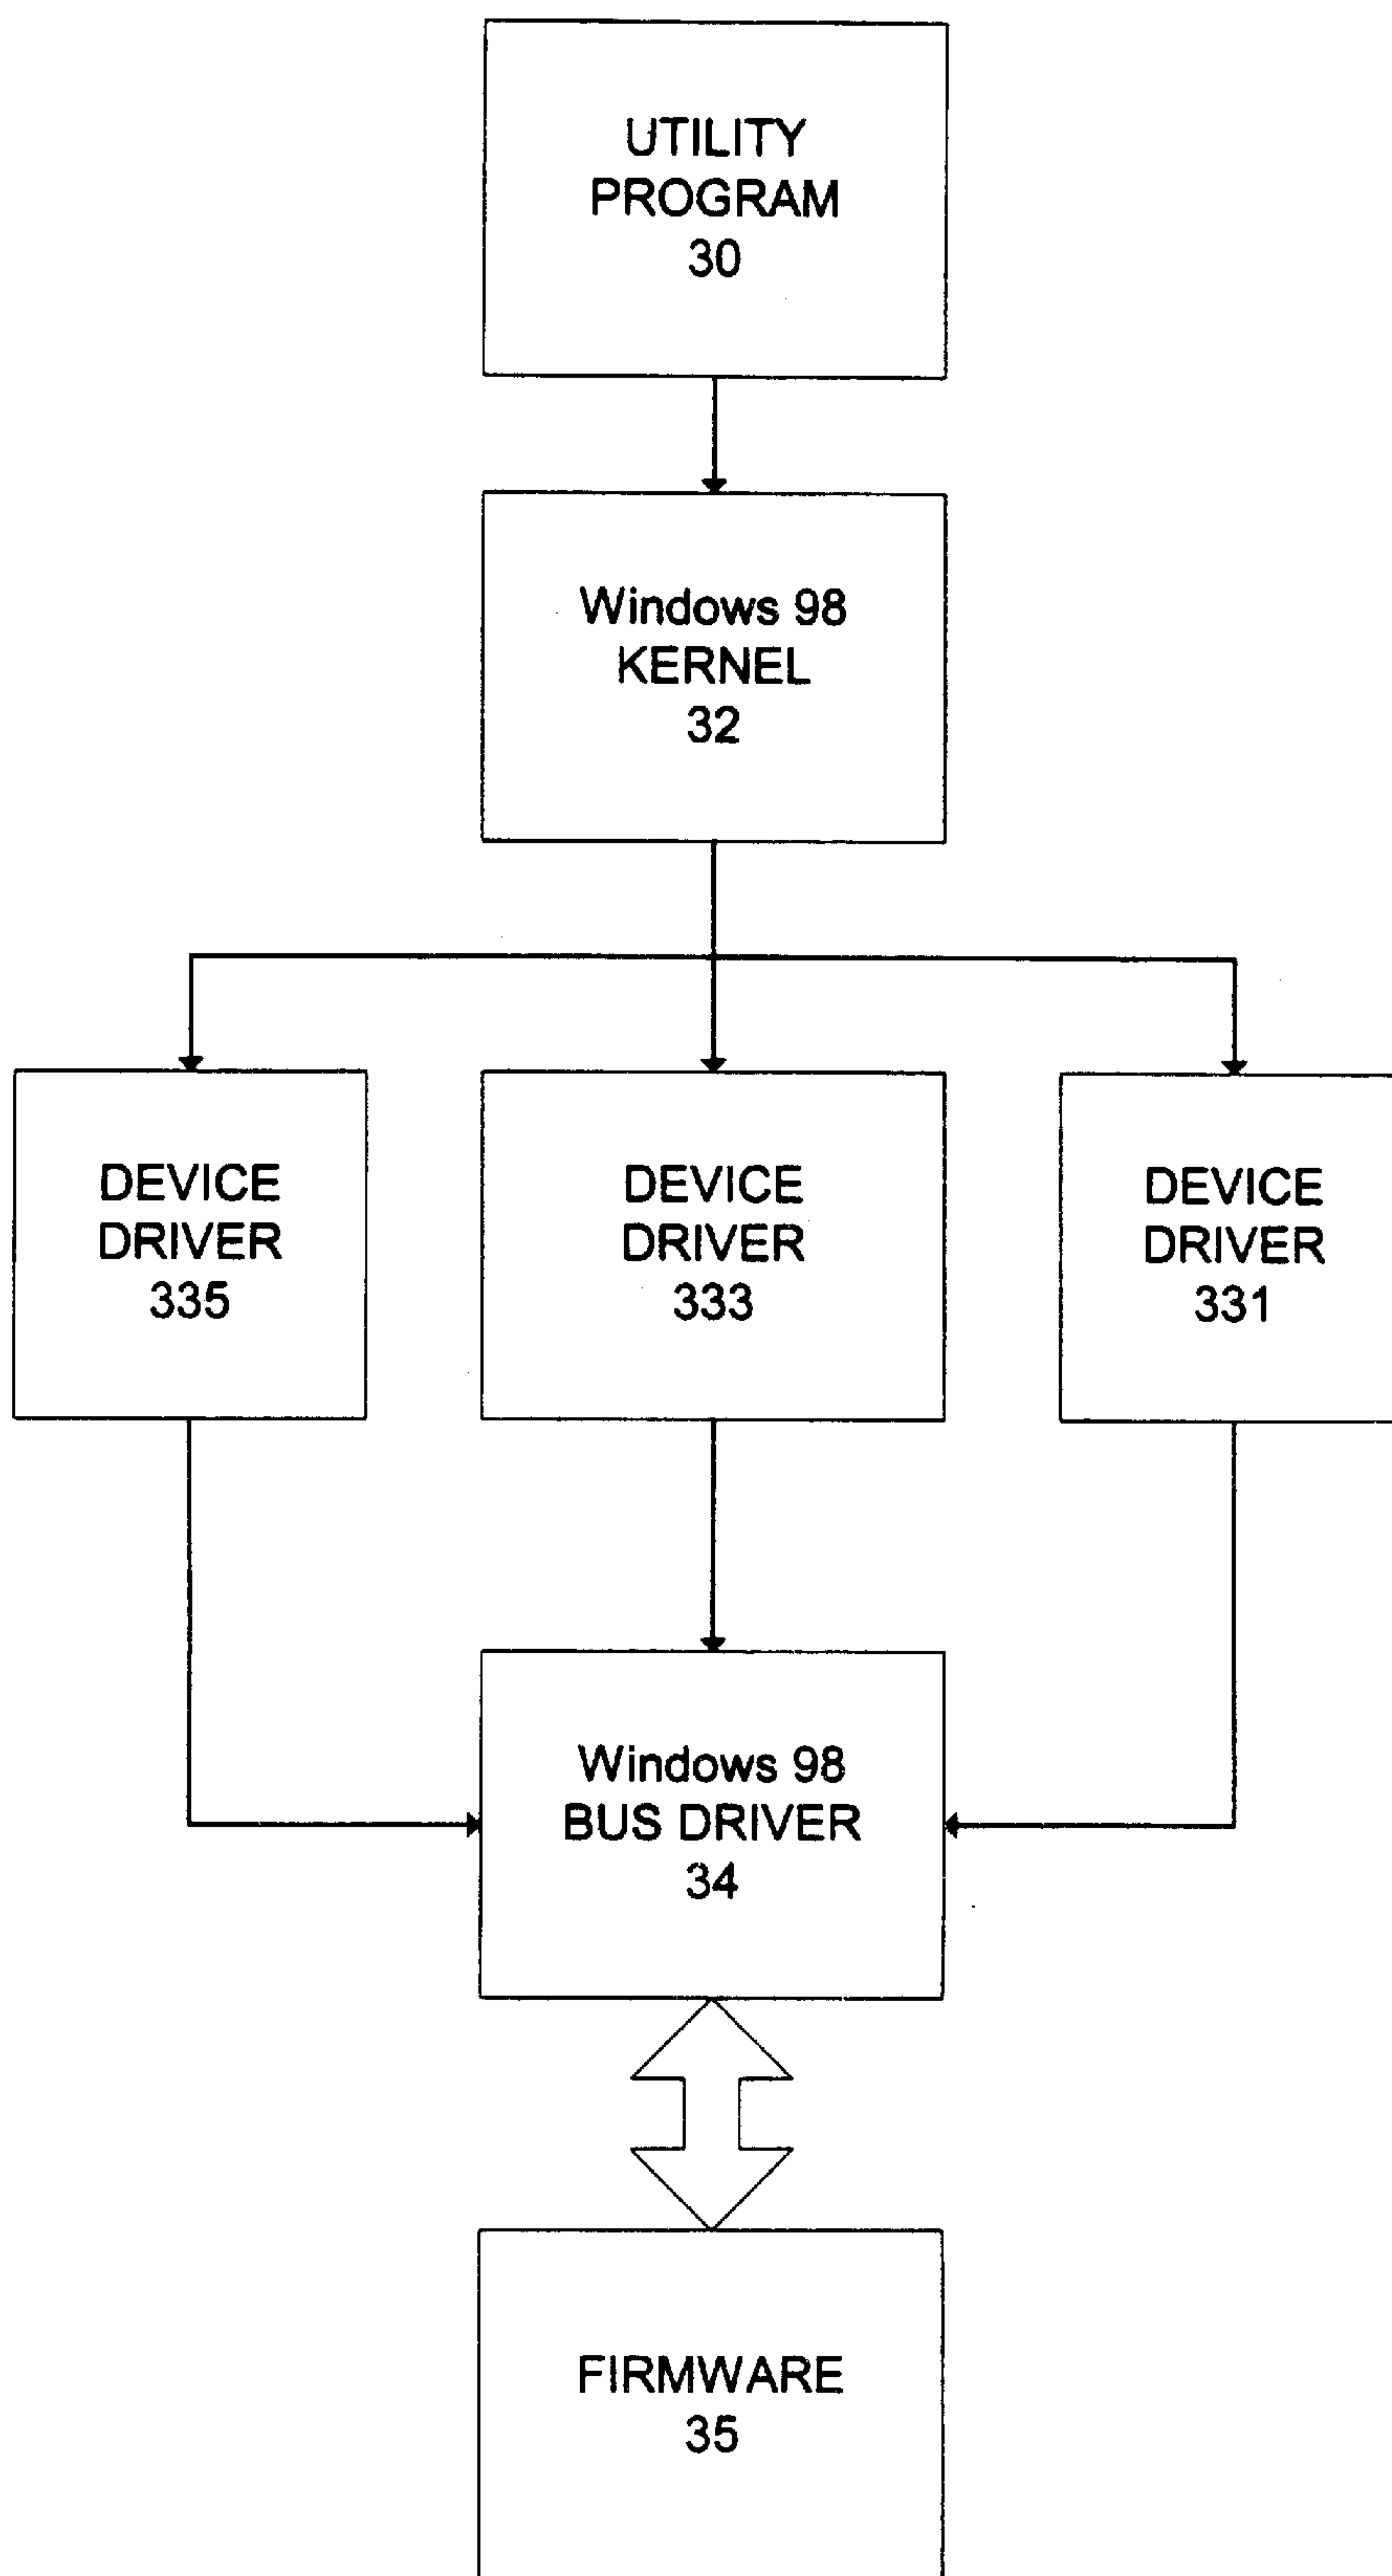 UTILITY
PROGRAM
30
Windows 98
KERNEL
32
DEVICE
DRIVER
335
DEVICE
DRIVER
333
DEVICE
DRIVER
331
Windows 98
BUS DRIVER
34
FIRMWARE
35